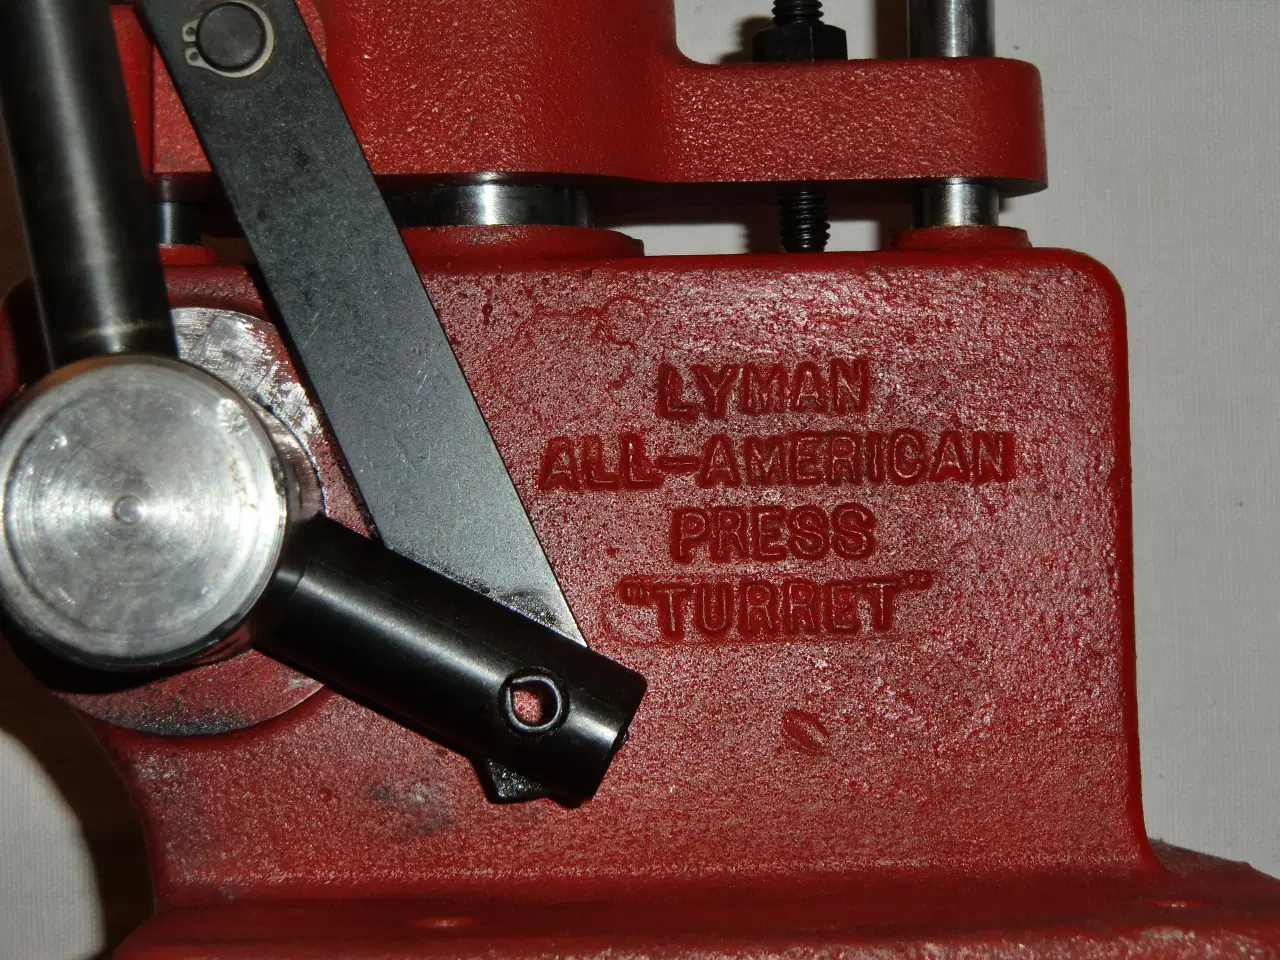 LYMAN
ALL-AMERICAN
PRESS
"TURRET"